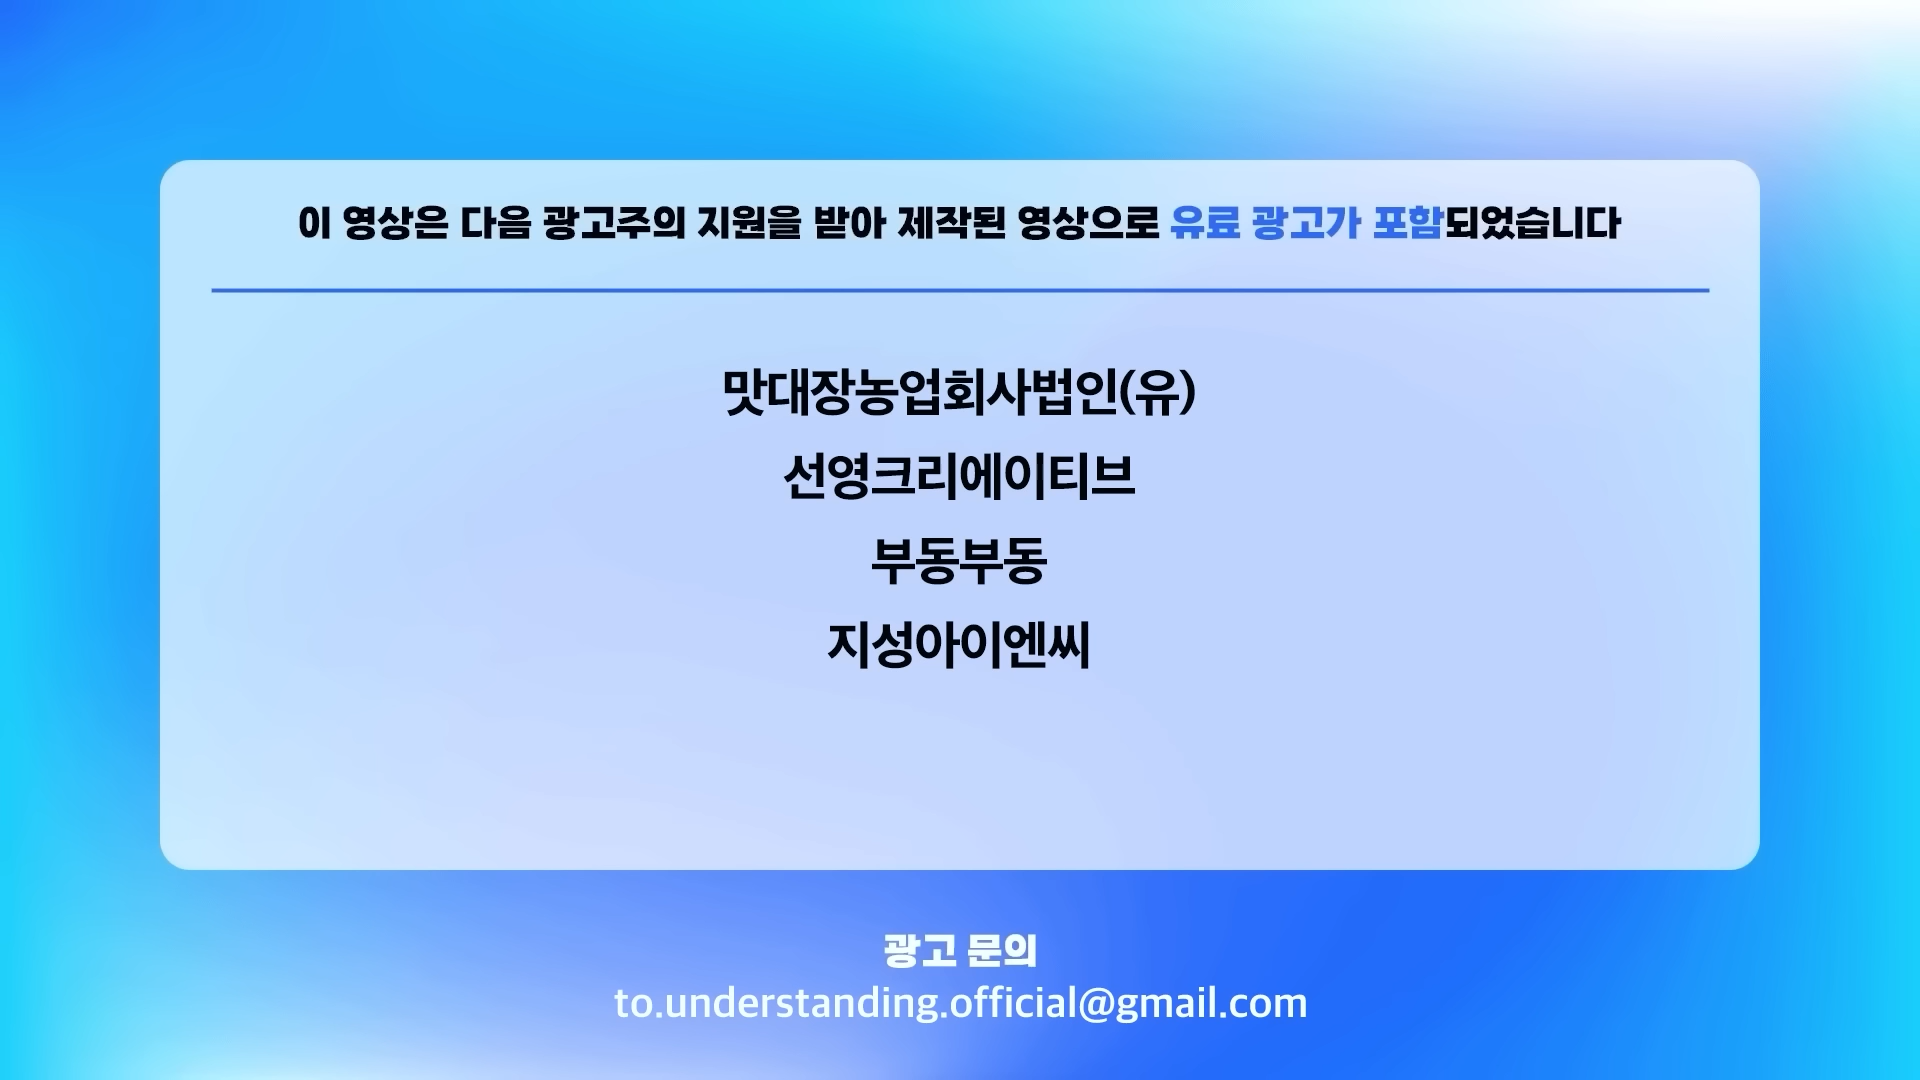 이 영상은 다음 광고주의 지원을 받아 제작된 영상으로 유료 광고가 포함되었습니다
맛대장농업회사법인(유)
선영크리에이티브
부동부동
지성아이엔씨
광고 문의
to.understanding.official@gmail.com